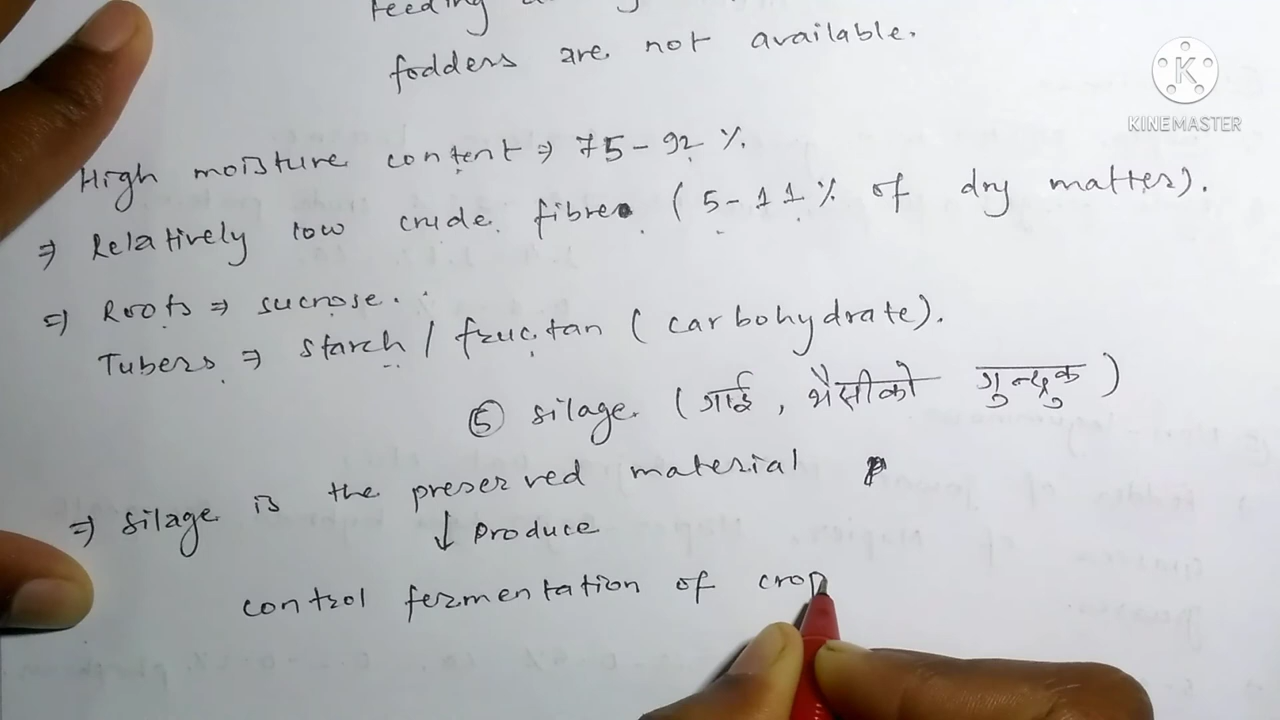 feeding
fodders are not available.
KINEMASTER
High moisture content ⇒ 75-92 %.
⇒ Relatively low crude fibre (5-11% of dry matter).
⇒ Roots ⇒ sucrose.
Tubers ⇒ starch / fructan (carbohydrate).
⑤ silage. (गाई, भैसीको गुन्द्रुक)
⇒ silage is the preserved material
↓ produce
control fermentation of crop